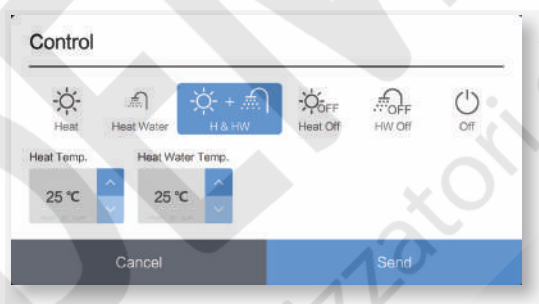 Control
OFF
OFF
Heat
Heat Water
H & HW
Heat Off
HW Off
Off
Heat Temp.
Heat Water Temp.
25 ℃
25 ℃
Cancel
Send